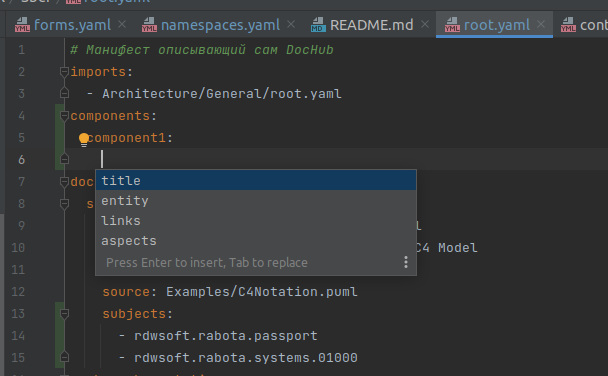 root.yaml
forms.yaml × namespaces.yaml × README.md × root.yaml × cont
1 # Манифест описывающий сам DocHub
2 imports:
3 - Architecture/General/root.yaml
4 components:
5 component1:
6
7 doc
8 s
title
entity
links
aspects
Press Enter to insert, Tab to replace
9 l
10 C4 Model
11
12 source: Examples/C4Notation.puml
13 subjects:
14 - rdwsoft.rabota.passport
15 - rdwsoft.rabota.systems.01000